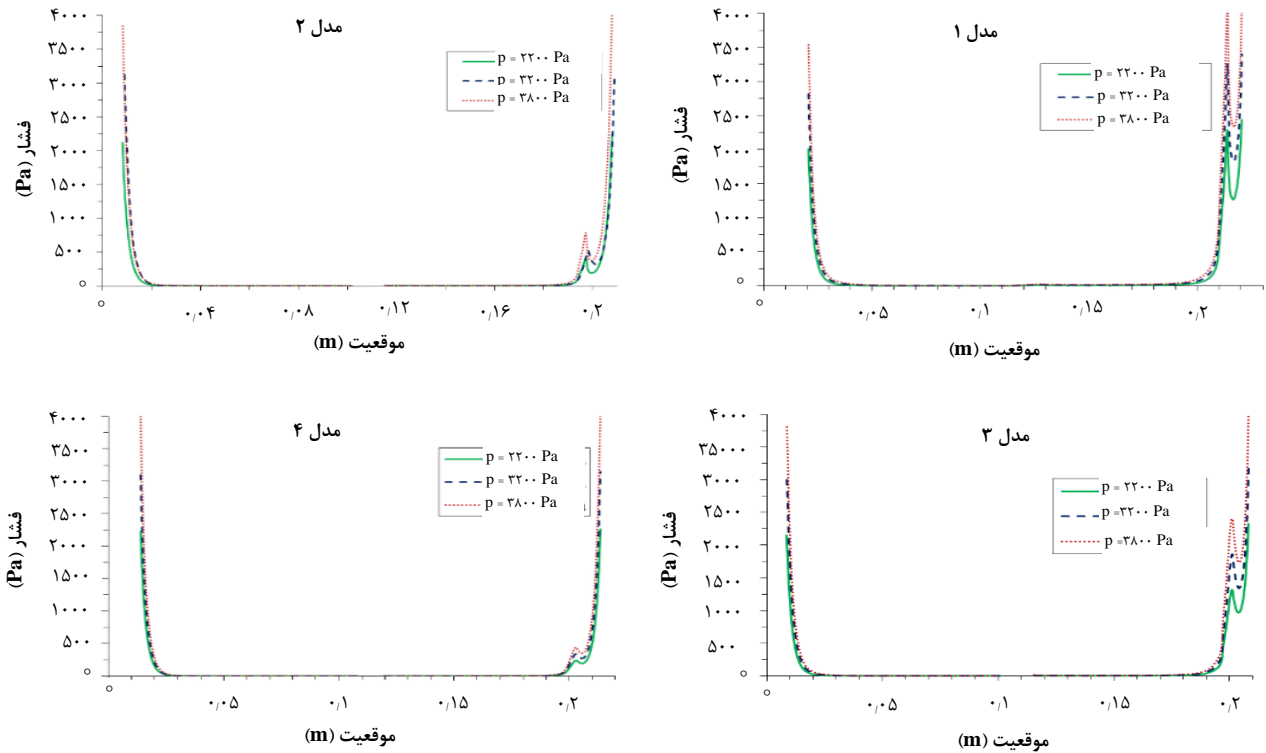 مدل ۱
p = ۲۲۰۰ Pa
p = ۳۲۰۰ Pa
p = ۳۸۰۰ Pa
۴۰۰۰
۳۵۰۰
۳۰۰۰
۲۵۰۰
۲۰۰۰
۱۵۰۰
۱۰۰۰
۵۰۰
۰
فشار (Pa)
۰ ۰٫۰۵ ۰٫۱ ۰٫۱۵ ۰٫۲
موقعیت (m)
مدل ۲
p = ۲۲۰۰ Pa
p = ۳۲۰۰ Pa
p = ۳۸۰۰ Pa
۴۰۰۰
۳۵۰۰
۳۰۰۰
۲۵۰۰
۲۰۰۰
۱۵۰۰
۱۰۰۰
۵۰۰
۰
فشار (Pa)
۰ ۰٫۰۴ ۰٫۰۸ ۰٫۱۲ ۰٫۱۶ ۰٫۲
موقعیت (m)
مدل ۳
p = ۲۲۰۰ Pa
p =۳۲۰۰ Pa
p =۳۸۰۰ Pa
۴۰۰۰
۳۵۰۰۰
۳۰۰۰
۲۵۰۰
۲۰۰۰
۱۵۰۰
۱۰۰۰
۵۰۰
۰
فشار (Pa)
۰ ۰٫۰۵ ۰٫۱ ۰٫۱۵ ۰٫۲
موقعیت (m)
مدل ۴
p = ۲۲۰۰ Pa
p = ۳۲۰۰ Pa
p = ۳۸۰۰ Pa
۴۰۰۰
۳۵۰۰
۳۰۰۰
۲۵۰۰
۲۰۰۰
۱۵۰۰
۱۰۰۰
۵۰۰
۰
فشار (Pa)
۰ ۰٫۰۵ ۰٫۱ ۰٫۱۵ ۰٫۲
موقعیت (m)